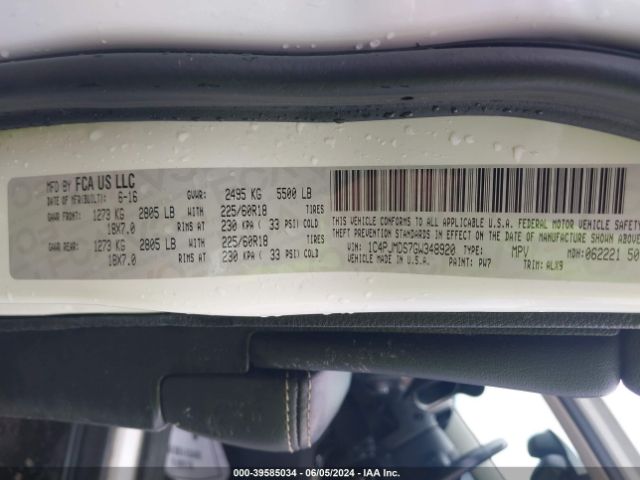 MFD BY FCA US LLC
DATE OF MFR(BUILT): 6-16 GVWR: 2495 KG 5500 LB
GAWR FRONT: 1273 KG 2805 LB WITH 225/60R18 TIRES
18X7.0 RIMS AT 230 KPA ( 33 PSI) COLD
GAWR REAR: 1273 KG 2805 LB WITH 225/60R18 TIRES
18X7.0 RIMS AT 230 KPA ( 33 PSI) COLD
THIS VEHICLE CONFORMS TO ALL APPLICABLE U.S.A. FEDERAL MOTOR VEHICLE SAFETY,
THEFT PREVENTION STANDARDS IN EFFECT ON THE DATE OF MANUFACTURE SHOWN ABOVE
VIN: 1C4PJMDS7GW348920 TYPE: MPV MDH: 062221 50
VEHICLE MADE IN U.S.A. PAINT: PW7 TRIM: ALX9
000-39585034 | 06/05/2024 | IAA Inc.